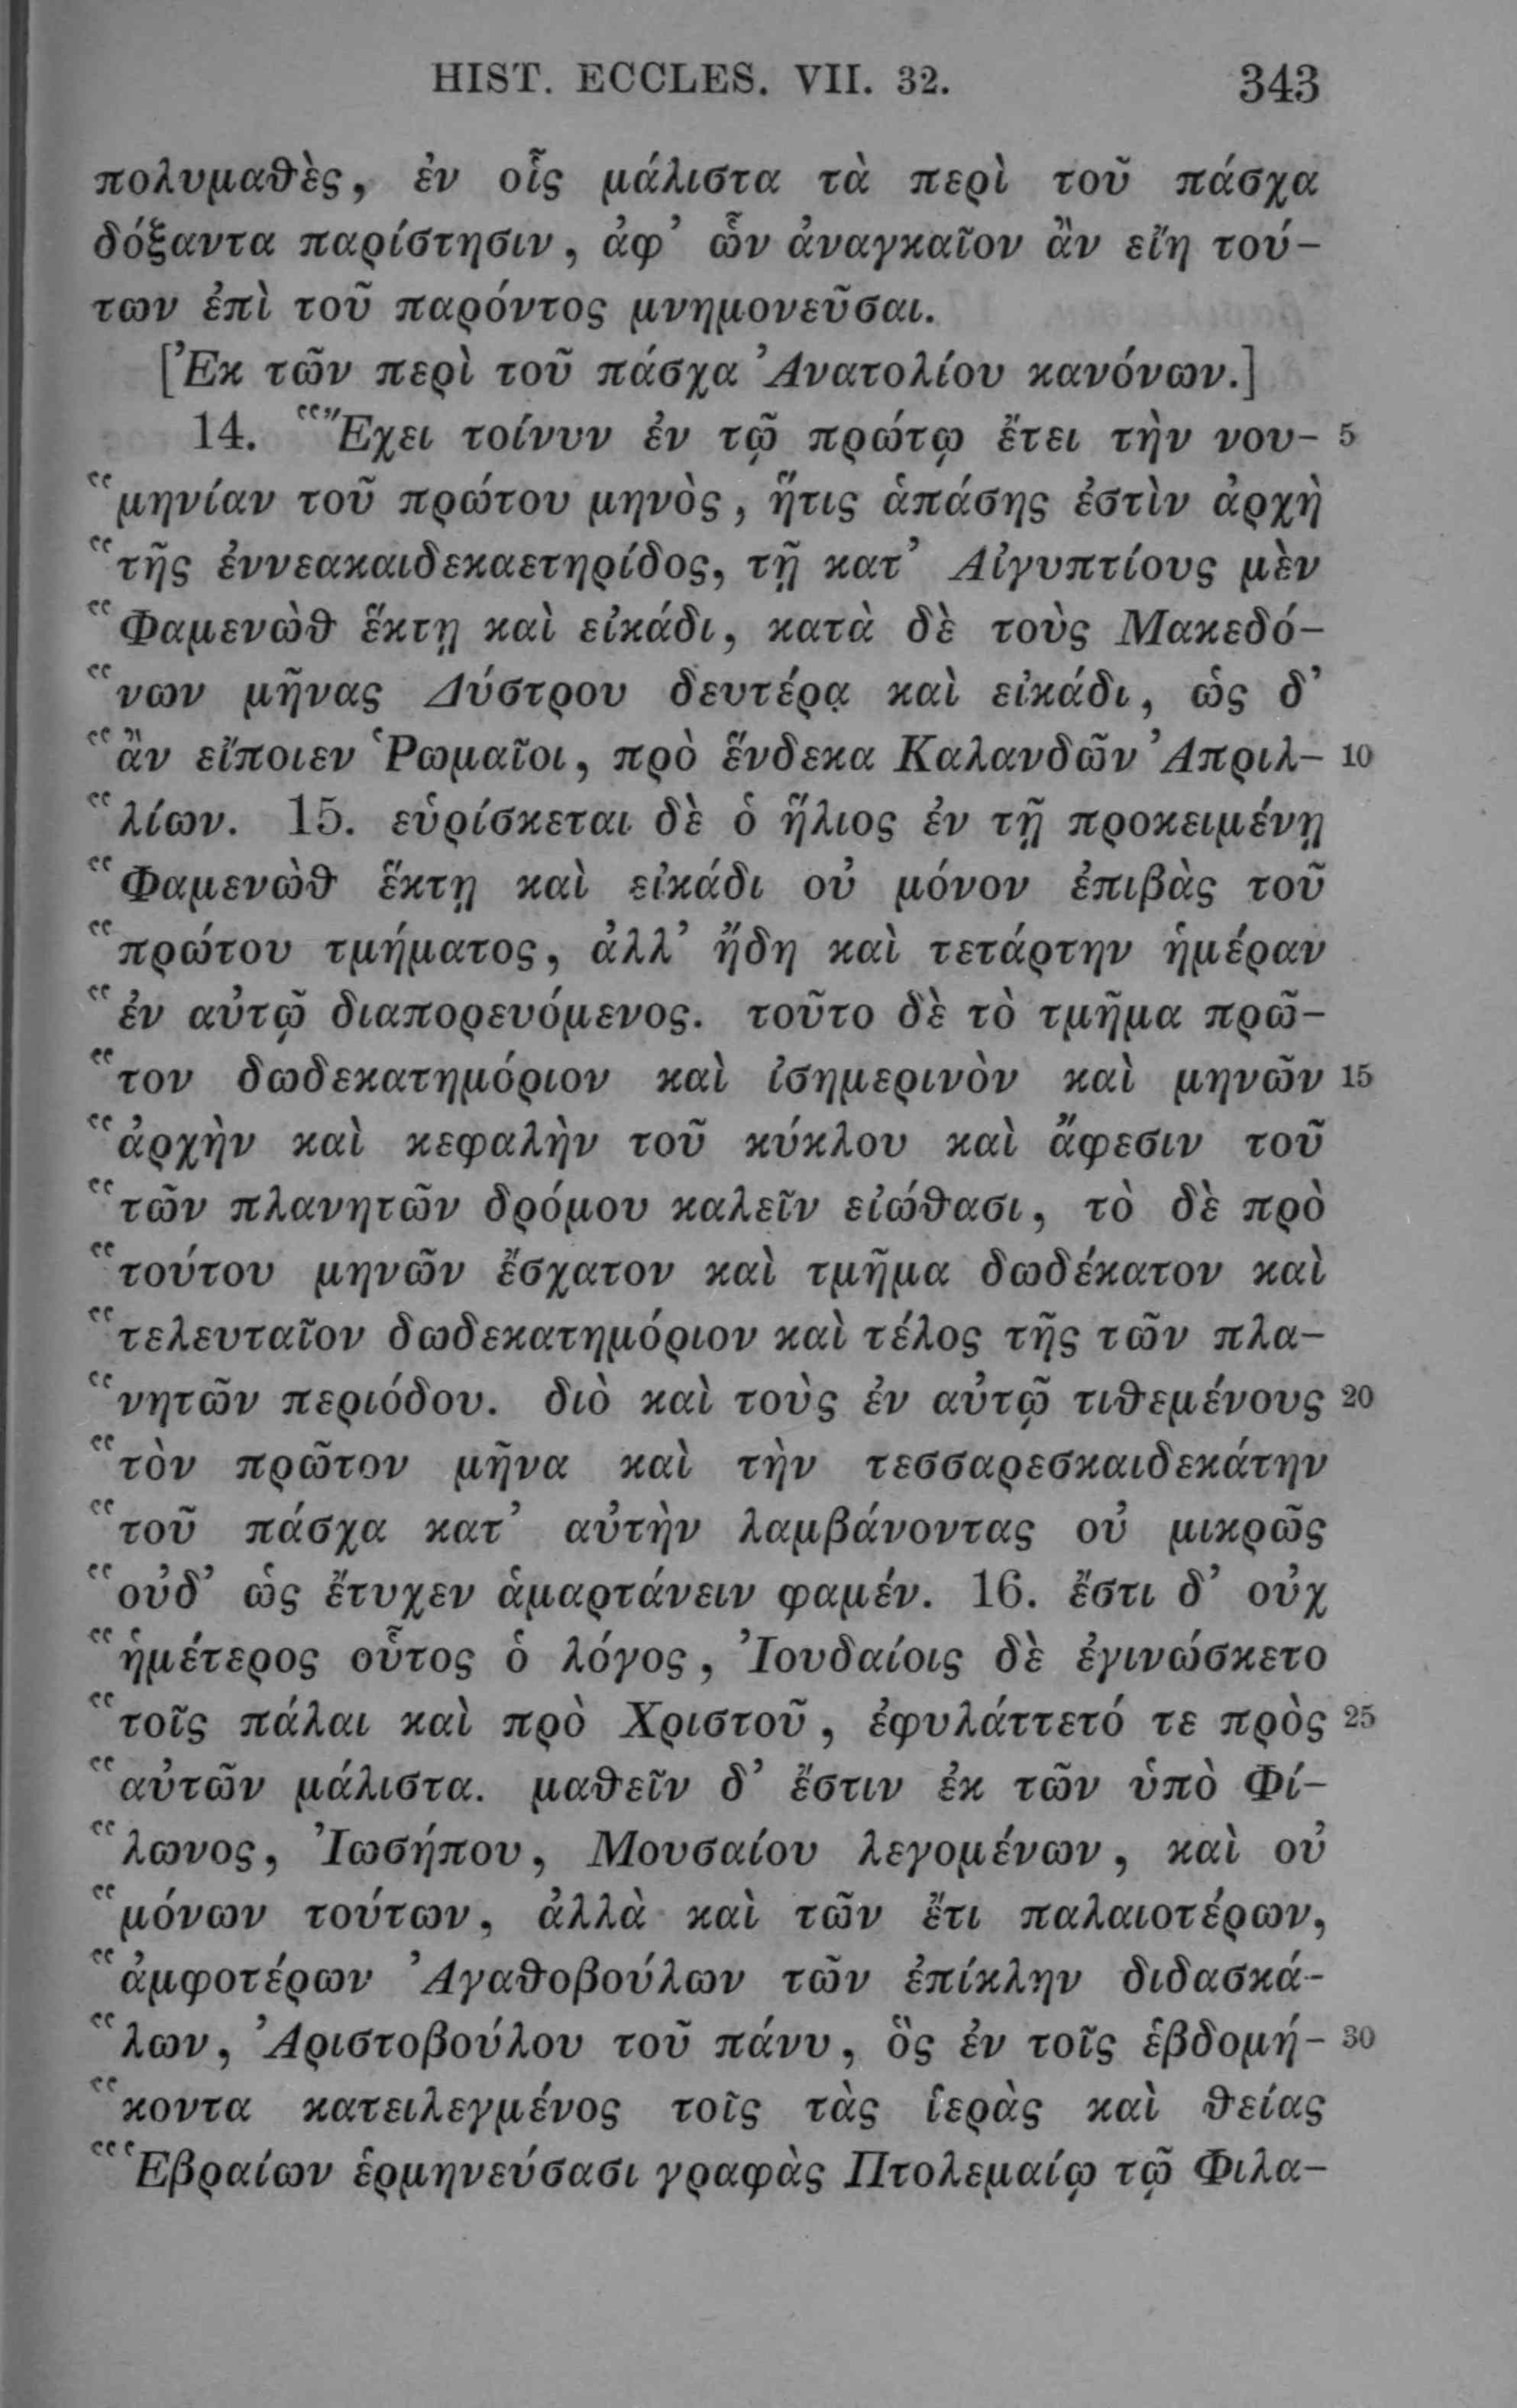 HIST. ECCLES. VII. 32. 343
πολυμαθὲς, ἐν οἷς μάλιστα τὰ περὶ τοῦ πάσχα
δόξαντα παρίστησιν, ἀφ’ ὧν ἀναγκαῖον ἂν εἴη τού-
των ἐπὶ τοῦ παρόντος μνημονεῦσαι.
[Ἐκ τῶν περὶ τοῦ πάσχα Ἀνατολίου κανόνων.]
14. “Ἔχει τοίνυν ἐν τῷ πρώτῳ ἔτει τὴν νου- 5
“μηνίαν τοῦ πρώτου μηνὸς, ἥτις ἁπάσης ἐστὶν ἀρχὴ
“τῆς ἐννεακαιδεκαετηρίδος, τῇ κατ’ Αἰγυπτίους μὲν
“Φαμενὼθ ἕκτῃ καὶ εἰκάδι, κατὰ δὲ τοὺς Μακεδό-
“νων μῆνας Δύστρου δευτέρᾳ καὶ εἰκάδι, ὡς δ’
“ἂν εἴποιεν Ῥωμαῖοι, πρὸ ἕνδεκα Καλανδῶν Ἀπριλ- 10
“λίων. 15. εὑρίσκεται δὲ ὁ ἥλιος ἐν τῇ προκειμένῃ
“Φαμενὼθ ἕκτῃ καὶ εἰκάδι οὐ μόνον ἐπιβὰς τοῦ
“πρώτου τμήματος, ἀλλ’ ἤδη καὶ τετάρτην ἡμέραν
“ἐν αὐτῷ διαπορευόμενος. τοῦτο δὲ τὸ τμῆμα πρῶ-
“τον δωδεκατημόριον καὶ ἰσημερινὸν καὶ μηνῶν 15
“ἀρχὴν καὶ κεφαλὴν τοῦ κύκλου καὶ ἄφεσιν τοῦ
“τῶν πλανητῶν δρόμου καλεῖν εἰώθασι, τὸ δὲ πρὸ
“τούτου μηνῶν ἔσχατον καὶ τμῆμα δωδέκατον καὶ
“τελευταῖον δωδεκατημόριον καὶ τέλος τῆς τῶν πλα-
“νητῶν περιόδου. διὸ καὶ τοὺς ἐν αὐτῷ τιθεμένους 20
“τὸν πρῶτον μῆνα καὶ τὴν τεσσαρεσκαιδεκάτην
“τοῦ πάσχα κατ’ αὐτὴν λαμβάνοντας οὐ μικρῶς
“οὐδ’ ὡς ἔτυχεν ἁμαρτάνειν φαμέν. 16. ἔστι δ’ οὐχ
“ἡμέτερος οὗτος ὁ λόγος, Ἰουδαίοις δὲ ἐγινώσκετο
“τοῖς πάλαι καὶ πρὸ Χριστοῦ, ἐφυλάττετό τε πρὸς 25
“αὐτῶν μάλιστα. μαθεῖν δ’ ἔστιν ἐκ τῶν ὑπὸ Φί-
“λωνος, Ἰωσήπου, Μουσαίου λεγομένων, καὶ οὐ
“μόνων τούτων, ἀλλὰ καὶ τῶν ἔτι παλαιοτέρων,
“ἀμφοτέρων Ἀγαθοβούλων τῶν ἐπίκλην διδασκά-
“λων, Ἀριστοβούλου τοῦ πάνυ, ὃς ἐν τοῖς ἑβδομή- 30
“κοντα κατειλεγμένος τοῖς τὰς ἱερὰς καὶ θείας
“Ἑβραίων ἑρμηνεύσασι γραφὰς Πτολεμαίῳ τῷ Φιλα-